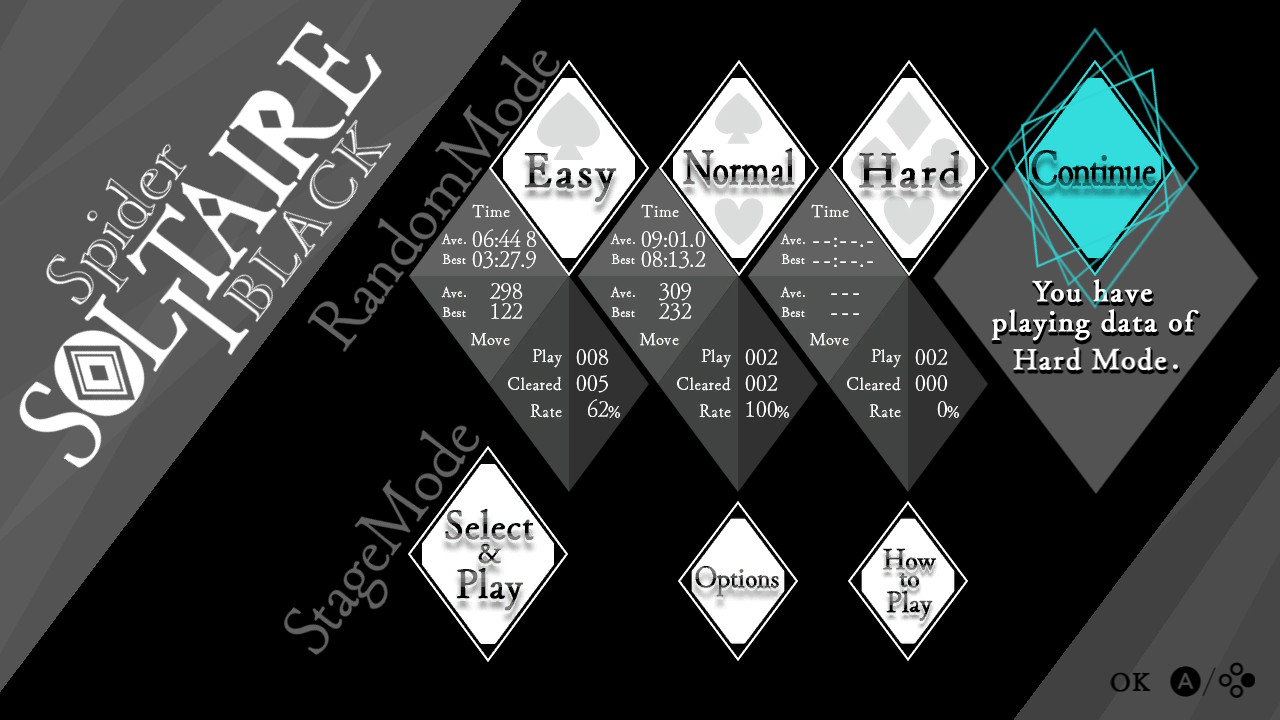 Spider
SOLITAIRE
BLACK
RandomMode
Easy
Time
Ave. 06:44 8
Best 03:27.9
Ave. 298
Best 122
Move
Play 008
Cleared 005
Rate 62%
Normal
Time
Ave. 09:01.0
Best 08:13.2
Ave. 309
Best 232
Move
Play 002
Cleared 002
Rate 100%
Hard
Time
Ave. --:--.-
Best --:--.-
Ave. ---
Best ---
Move
Play 002
Cleared 000
Rate 0%
Continue
You have
playing data of
Hard Mode.
StageMode
Select
&
Play
Options
How
to
Play
OK A/